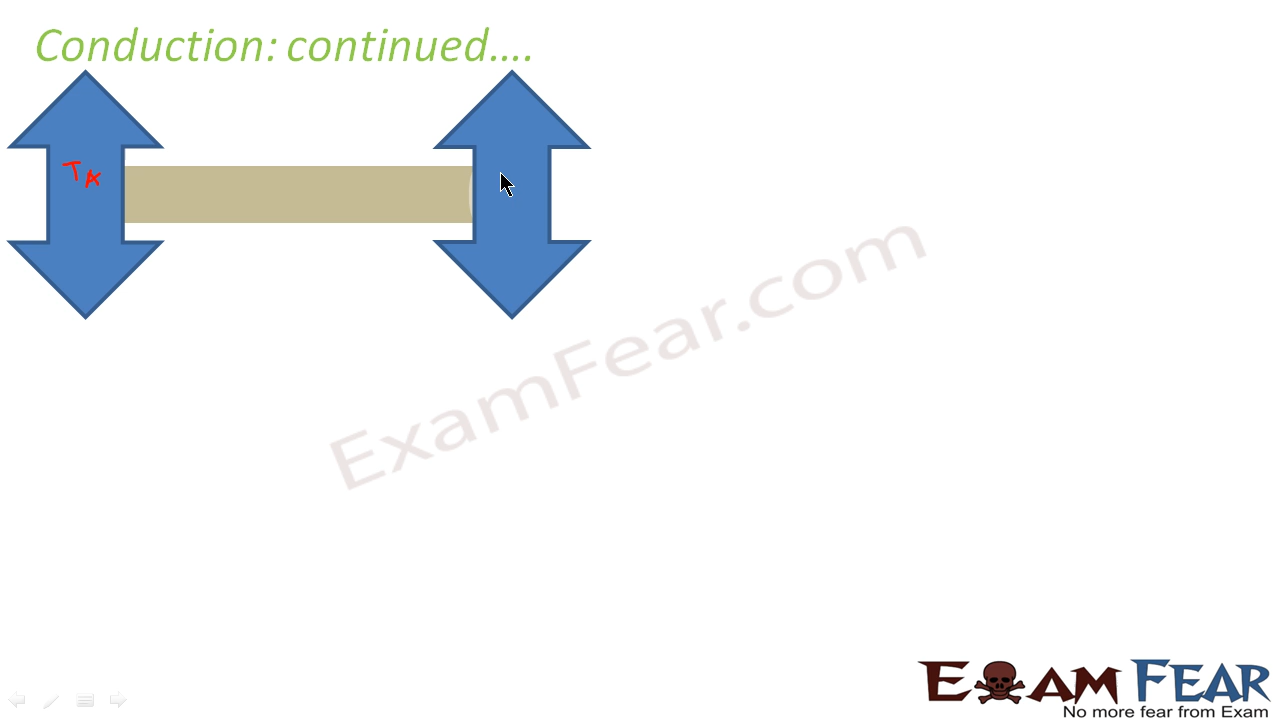 Conduction: continued....
TA
ExamFear.com
EXAM FEAR
No more fear from Exam